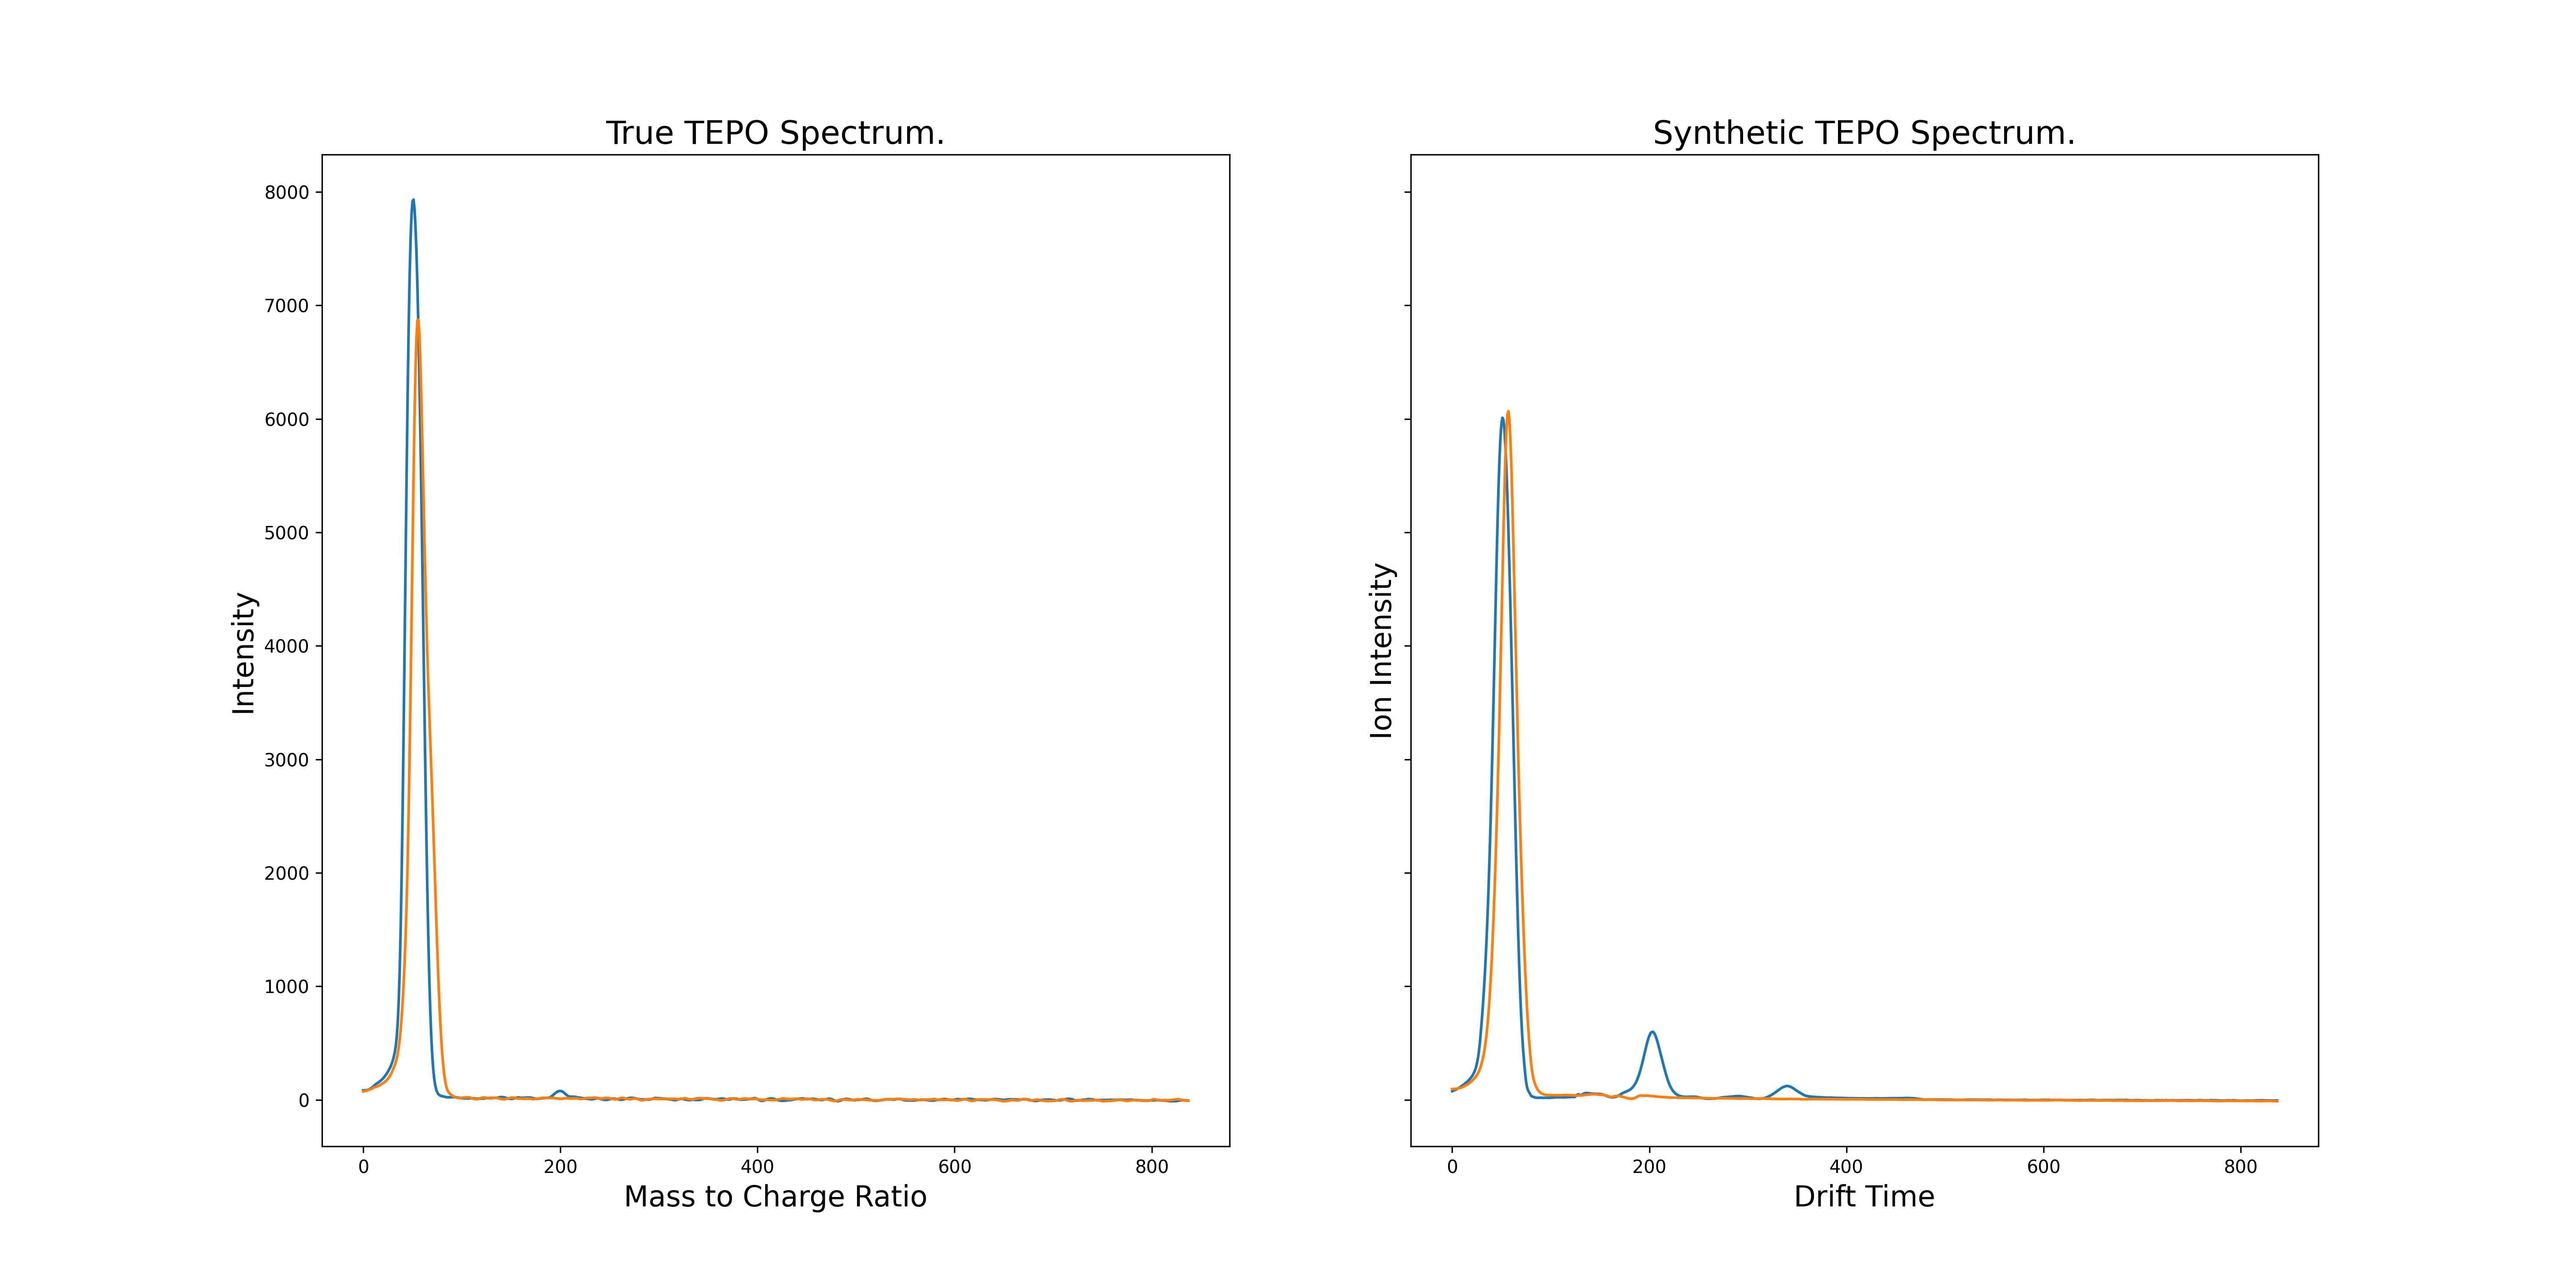 True TEPO Spectrum.
8000
7000
6000
5000
4000
3000
2000
1000
0
Intensity
0 200 400 600 800
Mass to Charge Ratio
Synthetic TEPO Spectrum.
Ion Intensity
0 200 400 600 800
Drift Time